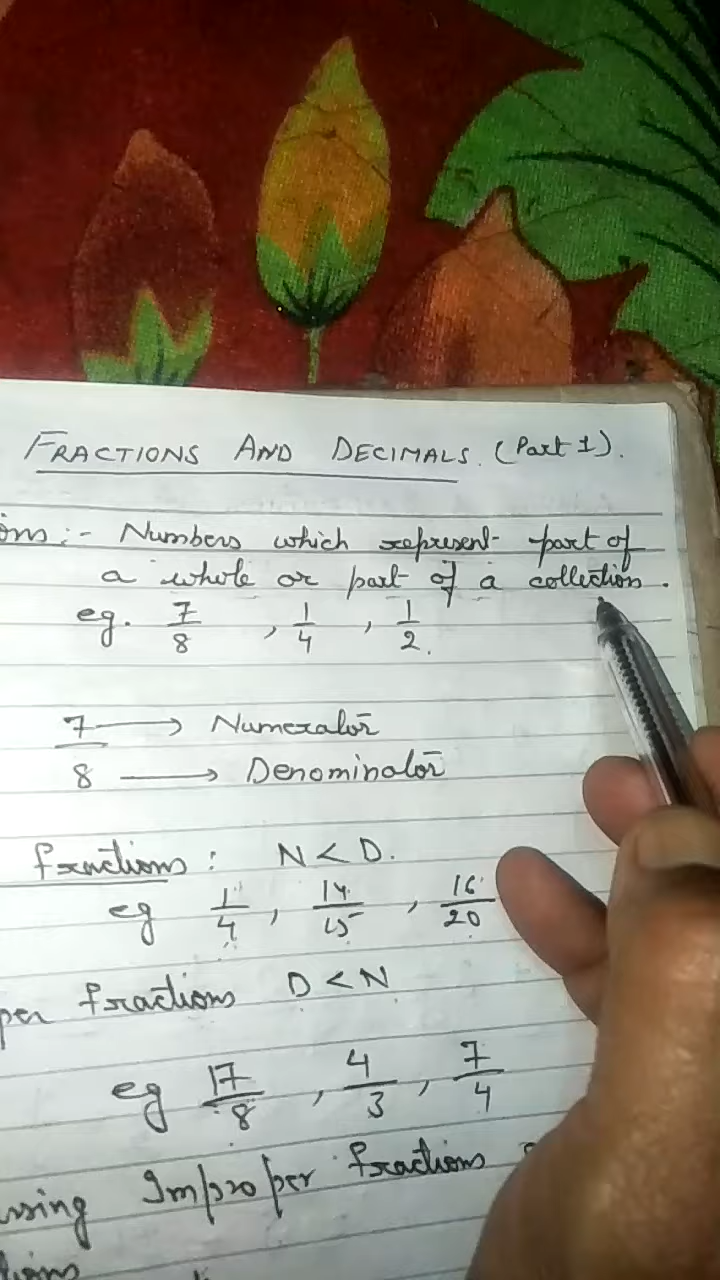 FRACTIONS AND DECIMALS. (Part 1).
ons :- Numbers which represent part of
a whole or part of a collection.
eg. 7/8 , 1/4 , 1/2.
7 → Numerator
8 → Denominator
fractions : N < D.
eg 1/4 , 14/15 , 16/20
per fractions D < N
eg 17/8 , 4/3 , 7/4
ssing Improper fractions
tions